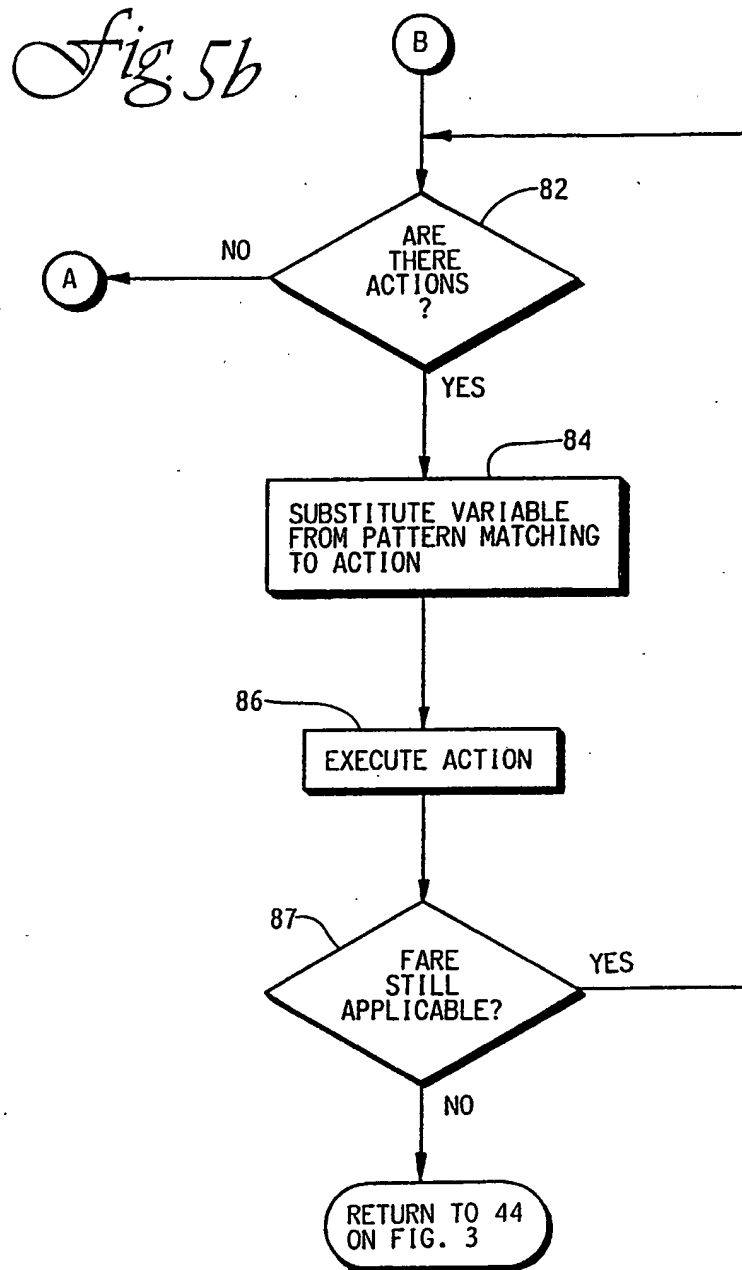 Fig. 5b
B
82
ARE
THERE
ACTIONS
?
NO
A
YES
84
SUBSTITUTE VARIABLE
FROM PATTERN MATCHING
TO ACTION
86
EXECUTE ACTION
87
FARE
STILL
APPLICABLE?
YES
NO
RETURN TO 44
ON FIG. 3